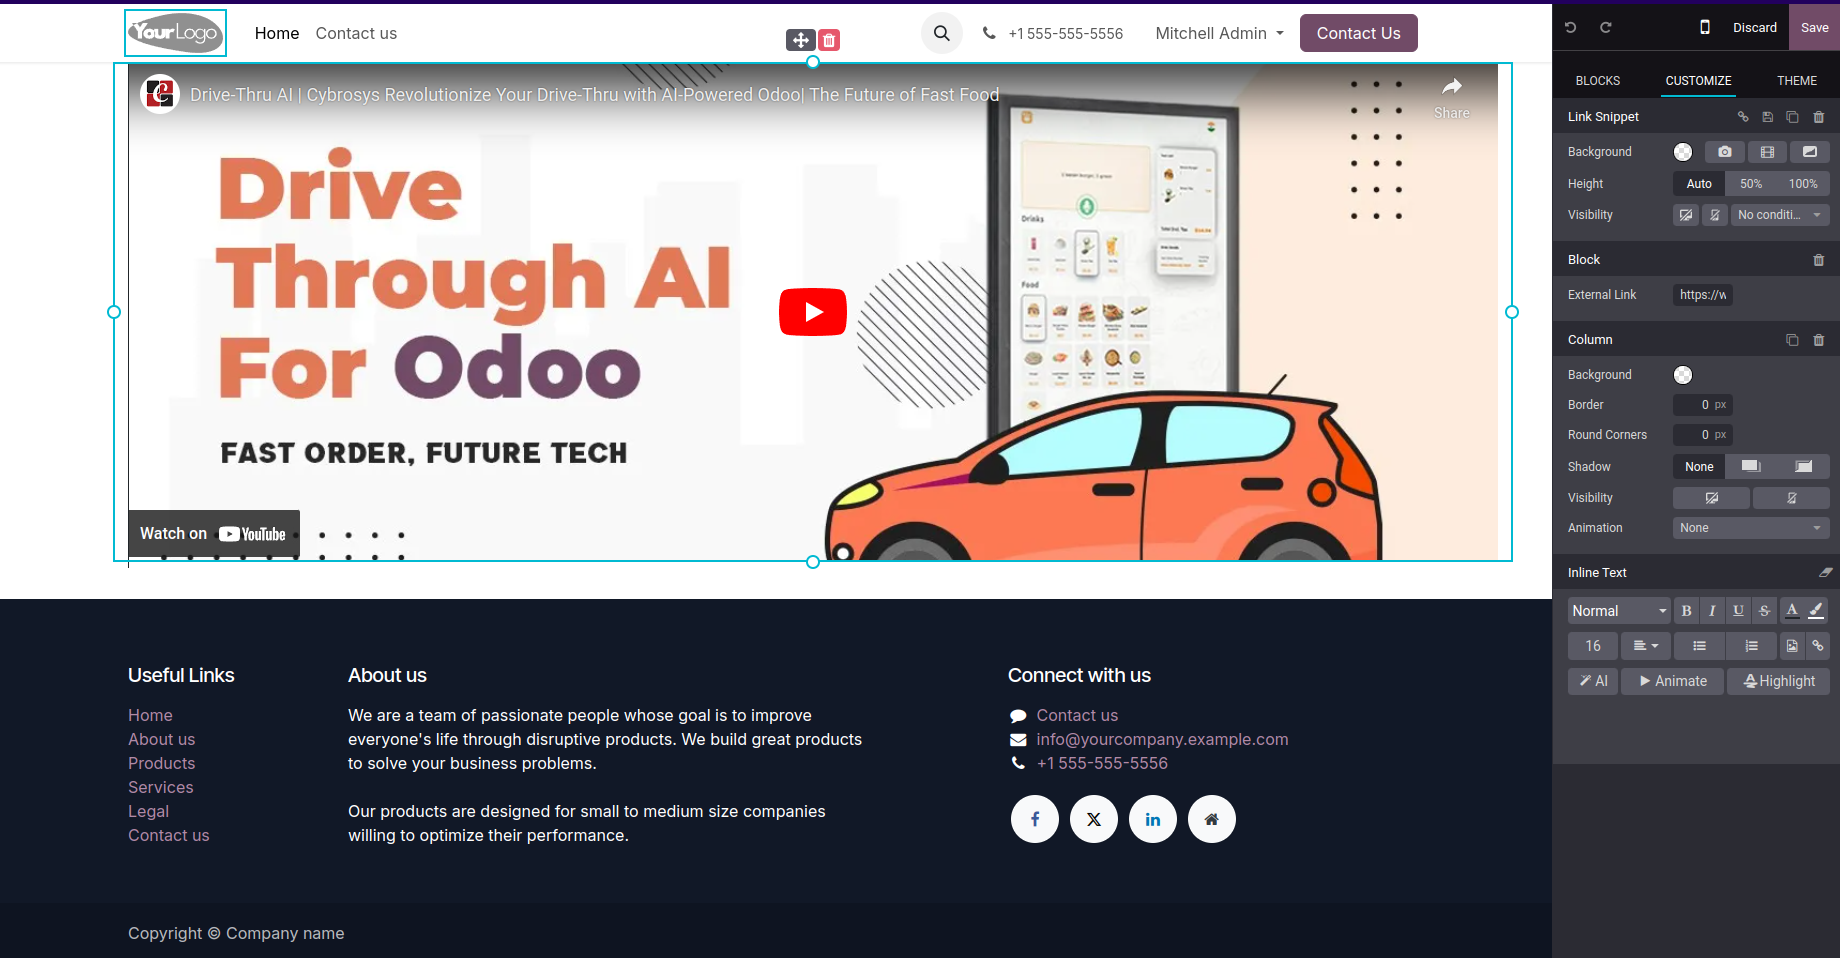 YourLogo
Home
Contact us
+1 555-555-5556
Mitchell Admin
Contact Us
Discard
Save
BLOCKS
CUSTOMIZE
THEME
Drive-Thru AI | Cybrosys Revolutionize Your Drive-Thru with AI-Powered Odoo| The Future of Fast Food
Share
Drive
Through AI
For Odoo
FAST ORDER, FUTURE TECH
Drinks
Food
Watch on YouTube
Link Snippet
Background
Height
Auto
50%
100%
Visibility
No conditi...
Block
External Link
https://w
Column
Background
Border
0 px
Round Corners
0 px
Shadow
None
Visibility
Animation
None
Inline Text
Normal
B
I
U
S
A
16
AI
Animate
Highlight
Useful Links
Home
About us
Products
Services
Legal
Contact us
About us
We are a team of passionate people whose goal is to improve
everyone's life through disruptive products. We build great products
to solve your business problems.
Our products are designed for small to medium size companies
willing to optimize their performance.
Connect with us
Contact us
info@yourcompany.example.com
+1 555-555-5556
Copyright © Company name